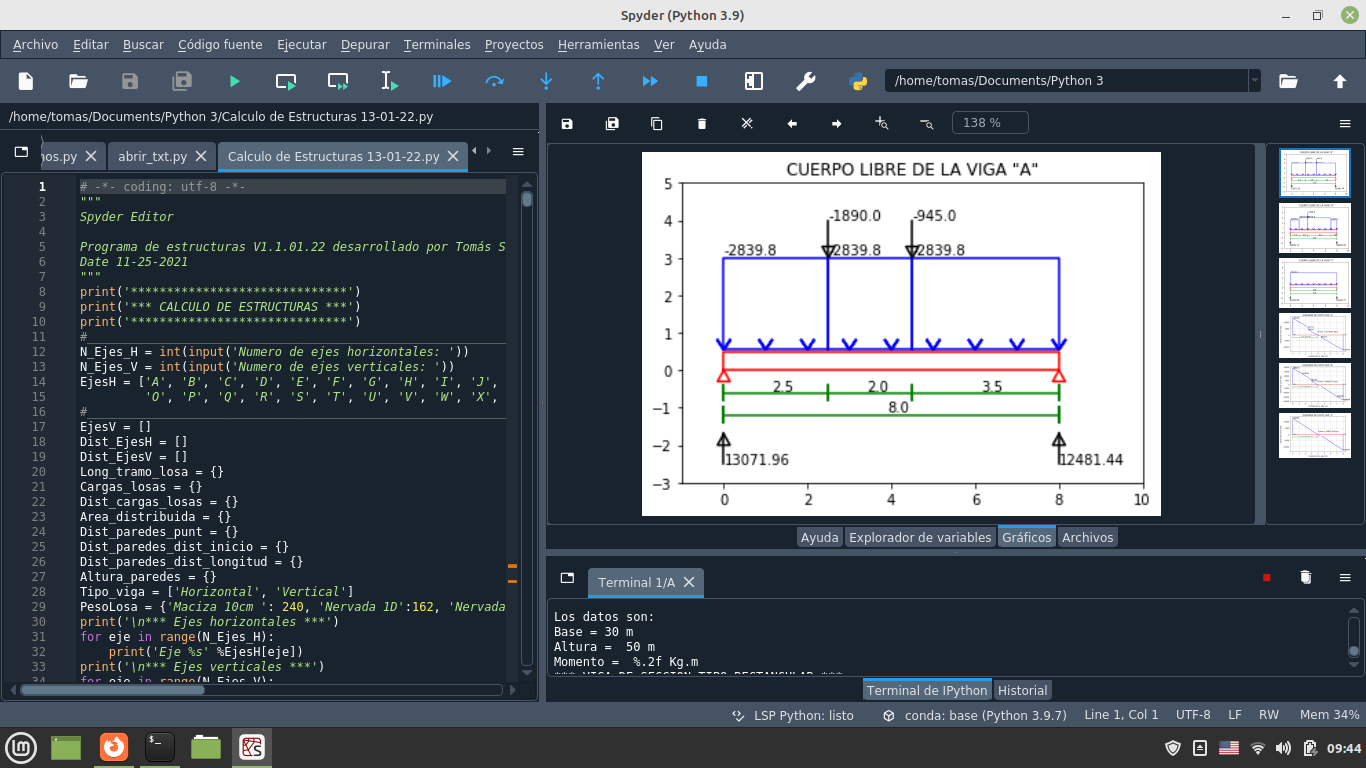 Spyder (Python 3.9)
Archivo Editar Buscar Código fuente Ejecutar Depurar Terminales Proyectos Herramientas Ver Ayuda
/home/tomas/Documents/Python 3
/home/tomas/Documents/Python 3/Calculo de Estructuras 13-01-22.py
nos.py abrir_txt.py Calculo de Estructuras 13-01-22.py
1 # -*- coding: utf-8 -*-
2 """
3 Spyder Editor
4
5 Programa de estructuras V1.1.01.22 desarrollado por Tomás S
6 Date 11-25-2021
7 """
8 print('*****************************')
9 print('*** CALCULO DE ESTRUCTURAS ***')
10 print('*****************************')
11 #
12 N_Ejes_H = int(input('Numero de ejes horizontales: '))
13 N_Ejes_V = int(input('Numero de ejes verticales: '))
14 EjesH = ['A', 'B', 'C', 'D', 'E', 'F', 'G', 'H', 'I', 'J',
15 'O', 'P', 'Q', 'R', 'S', 'T', 'U', 'V', 'W', 'X',
16 #
17 EjesV = []
18 Dist_EjesH = []
19 Dist_EjesV = []
20 Long_tramo_losa = {}
21 Cargas_losas = {}
22 Dist_cargas_losas = {}
23 Area_distribuida = {}
24 Dist_paredes_punt = {}
25 Dist_paredes_dist_inicio = {}
26 Dist_paredes_dist_longitud = {}
27 Altura_paredes = {}
28 Tipo_viga = ['Horizontal', 'Vertical']
29 PesoLosa = {'Maciza 10cm ': 240, 'Nervada 1D':162, 'Nervada
30 print('\n*** Ejes horizontales ***')
31 for eje in range(N_Ejes_H):
32 print('Eje %s' %EjesH[eje])
33 print('\n*** Ejes verticales ***')
34 for eje in range(N_Ejes_V):
138 %
CUERPO LIBRE DE LA VIGA "A"
5
4
3
2
1
0
−1
−2
−3
-1890.0 -945.0
-2839.8 -2839.8 -2839.8
2.5 2.0 3.5
8.0
13071.96 12481.44
0 2 4 6 8 10
Ayuda Explorador de variables Gráficos Archivos
Terminal 1/A
Los datos son:
Base = 30 m
Altura =  50 m
Momento =  %.2f Kg.m
*** VIGA DE SECCION TIPO RECTANGULAR ***
Terminal de IPython Historial
LSP Python: listo conda: base (Python 3.9.7) Line 1, Col 1 UTF-8 LF RW Mem 34%
09:44